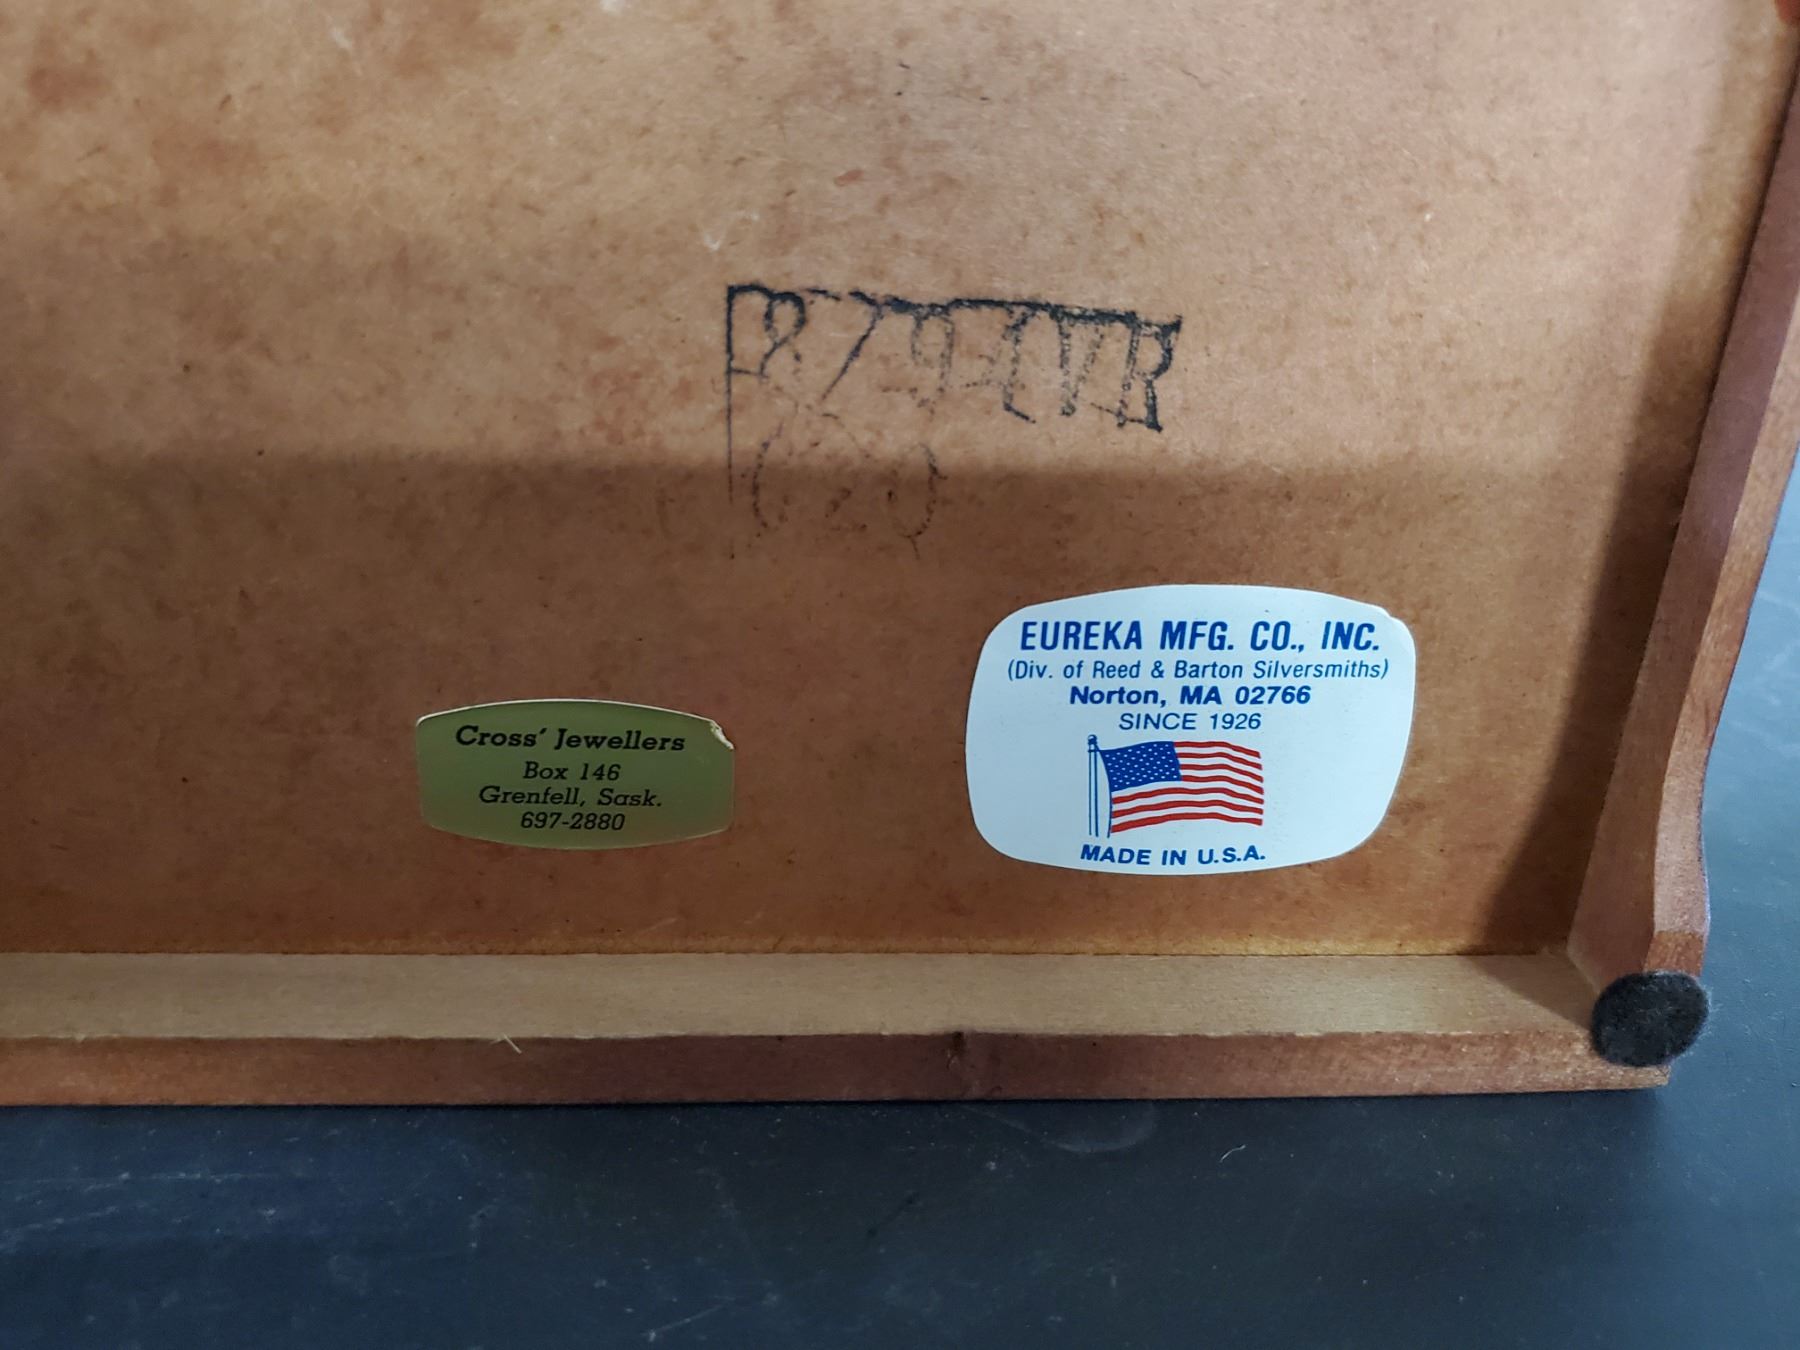 Cross' Jewellers
Box 146
Grenfell, Sask.
697-2880
EUREKA MFG. CO., INC.
(Div. of Reed & Barton Silversmiths)
Norton, MA 02766
SINCE 1926
MADE IN U.S.A.